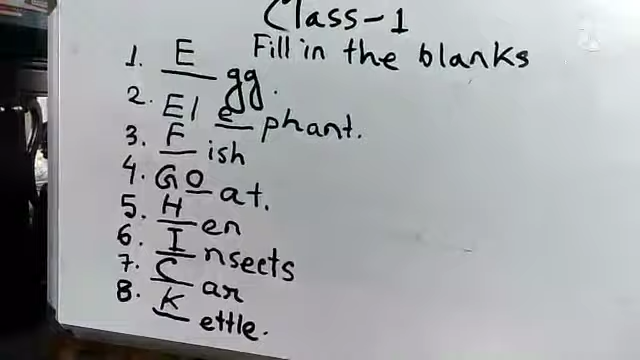 Class-1
Fill in the blanks
1. E gg.
2. El e phant.
3. F ish
4. Go at.
5. H en
6. I nsects
7. C ar
8. K ettle.